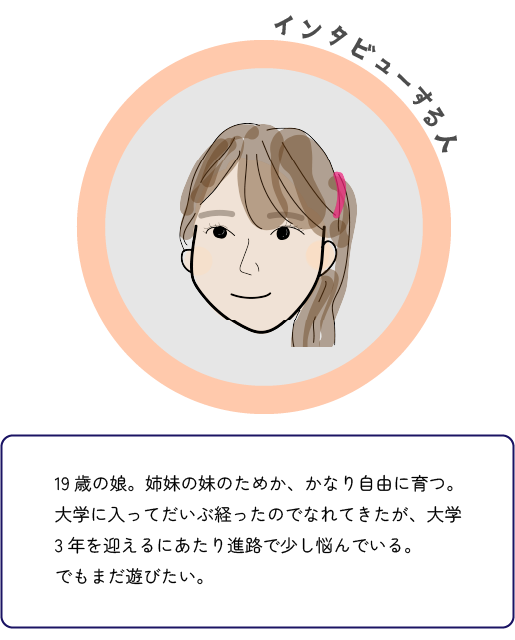 インタビューする人
19歳の娘。姉妹の妹のためか、かなり自由に育つ。
大学に入ってだいぶ経ったのでなれてきたが、大学
3年を迎えるにあたり進路で少し悩んでいる。
でもまだ遊びたい。